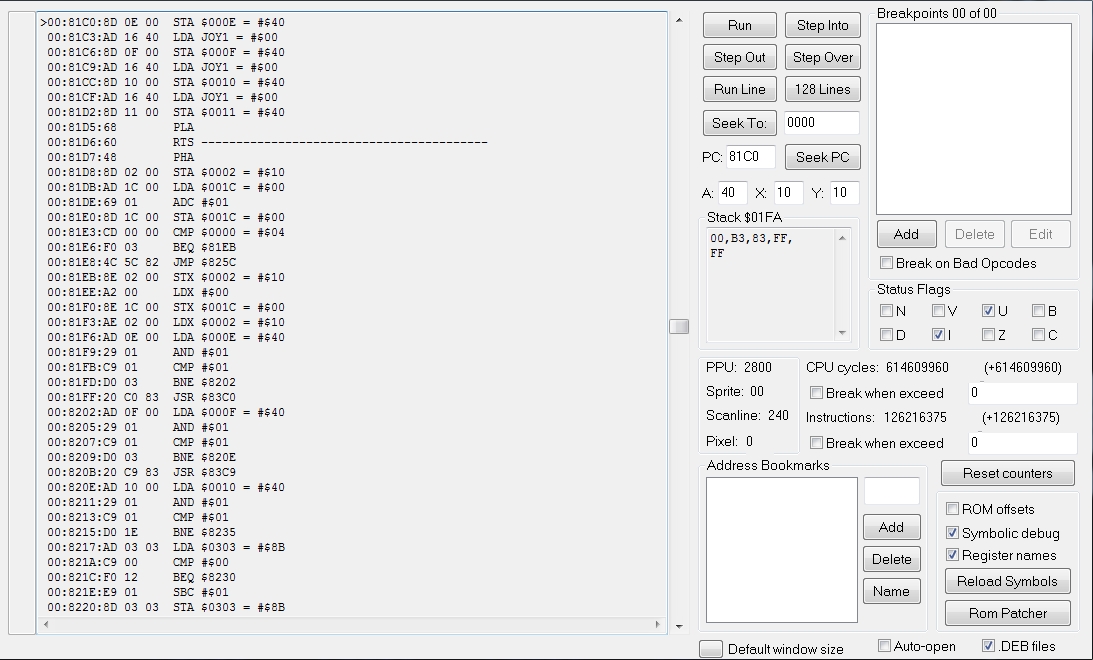 >00:81C0:8D 0E 00  STA $000E = #$40
00:81C3:AD 16 40  LDA JOY1 = #$00
00:81C6:8D 0F 00  STA $000F = #$40
00:81C9:AD 16 40  LDA JOY1 = #$00
00:81CC:8D 10 00  STA $0010 = #$40
00:81CF:AD 16 40  LDA JOY1 = #$00
00:81D2:8D 11 00  STA $0011 = #$40
00:81D5:68        PLA
00:81D6:60        RTS -----------------------------------------
00:81D7:48        PHA
00:81D8:8D 02 00  STA $0002 = #$10
00:81DB:AD 1C 00  LDA $001C = #$00
00:81DE:69 01     ADC #$01
00:81E0:8D 1C 00  STA $001C = #$00
00:81E3:CD 00 00  CMP $0000 = #$04
00:81E6:F0 03     BEQ $81EB
00:81E8:4C 5C 82  JMP $825C
00:81EB:8E 02 00  STX $0002 = #$10
00:81EE:A2 00     LDX #$00
00:81F0:8E 1C 00  STX $001C = #$00
00:81F3:AE 02 00  LDX $0002 = #$10
00:81F6:AD 0E 00  LDA $000E = #$40
00:81F9:29 01     AND #$01
00:81FB:C9 01     CMP #$01
00:81FD:D0 03     BNE $8202
00:81FF:20 C0 83  JSR $83C0
00:8202:AD 0F 00  LDA $000F = #$40
00:8205:29 01     AND #$01
00:8207:C9 01     CMP #$01
00:8209:D0 03     BNE $820E
00:820B:20 C9 83  JSR $83C9
00:820E:AD 10 00  LDA $0010 = #$40
00:8211:29 01     AND #$01
00:8213:C9 01     CMP #$01
00:8215:D0 1E     BNE $8235
00:8217:AD 03 03  LDA $0303 = #$8B
00:821A:C9 00     CMP #$00
00:821C:F0 12     BEQ $8230
00:821E:E9 01     SBC #$01
00:8220:8D 03 03  STA $0303 = #$8B
Run Step Into
Step Out Step Over
Run Line 128 Lines
Seek To: 0000
PC: 81C0 Seek PC
A: 40 X: 10 Y: 10
Stack $01FA
00,B3,83,FF,
FF
Breakpoints 00 of 00
Add Delete Edit
Break on Bad Opcodes
Status Flags
N V U B
D I Z C
PPU: 2800
Sprite: 00
Scanline: 240
Pixel: 0
CPU cycles: 614609960 (+614609960)
Break when exceed 0
Instructions: 126216375 (+126216375)
Break when exceed 0
Address Bookmarks
Add
Delete
Name
Reset counters
ROM offsets
Symbolic debug
Register names
Reload Symbols
Rom Patcher
Default window size Auto-open .DEB files